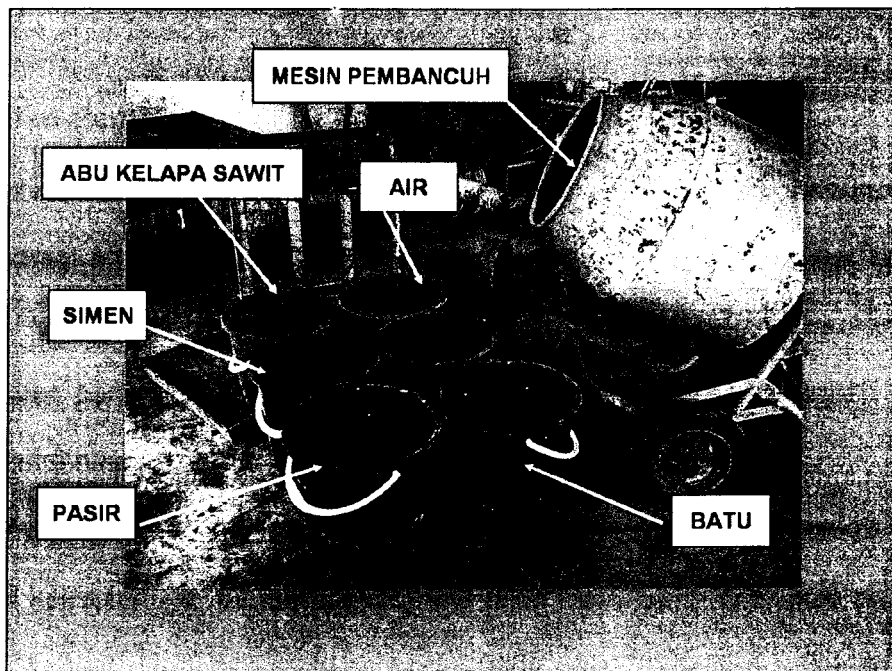 MESIN PEMBANCUH
ABU KELAPA SAWIT
AIR
SIMEN
PASIR
BATU